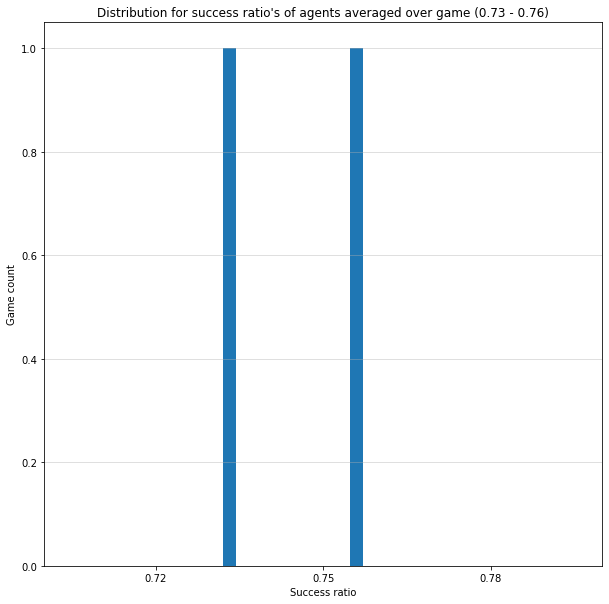 Distribution for success ratio's of agents averaged over game (0.73 - 0.76)
1.0
0.8
0.6
0.4
0.2
0.0
Game count
0.72 0.75 0.78
Success ratio